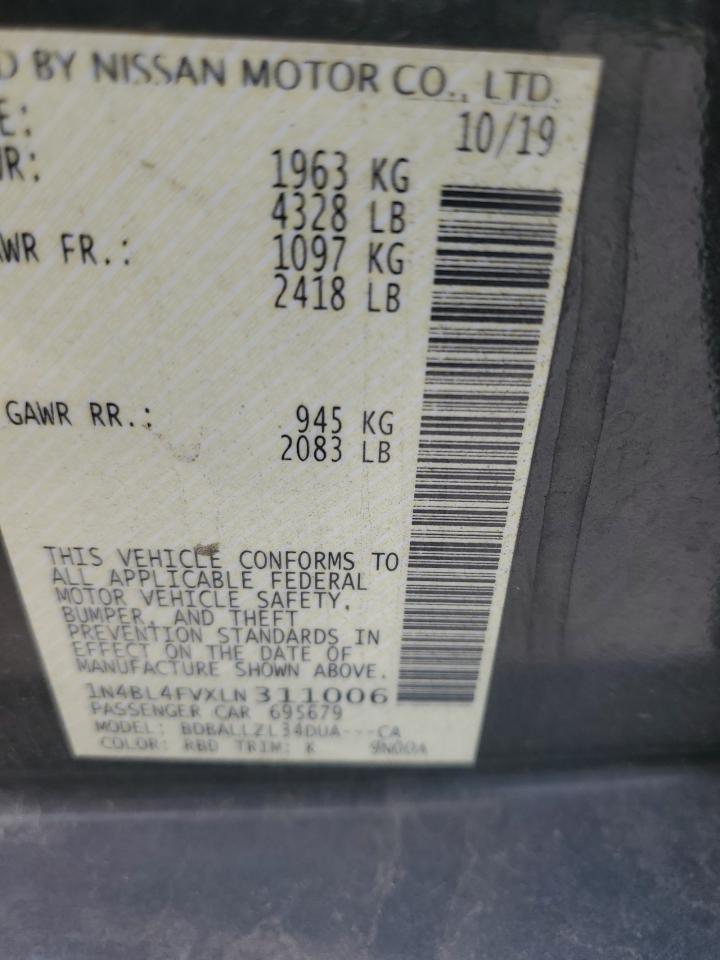 D BY NISSAN MOTOR CO., LTD.
E: 10/19
WR: 1963 KG
4328 LB
WR FR.: 1097 KG
2418 LB
GAWR RR.: 945 KG
2083 LB
THIS VEHICLE CONFORMS TO
ALL APPLICABLE FEDERAL
MOTOR VEHICLE SAFETY,
BUMPER, AND THEFT
PREVENTION STANDARDS IN
EFFECT ON THE DATE OF
MANUFACTURE SHOWN ABOVE.
1N4BL4FVXLN311006
PASSENGER CAR 695679
MODEL: BDBALLZL34DUA---CA
COLOR: RBD TRIM: K